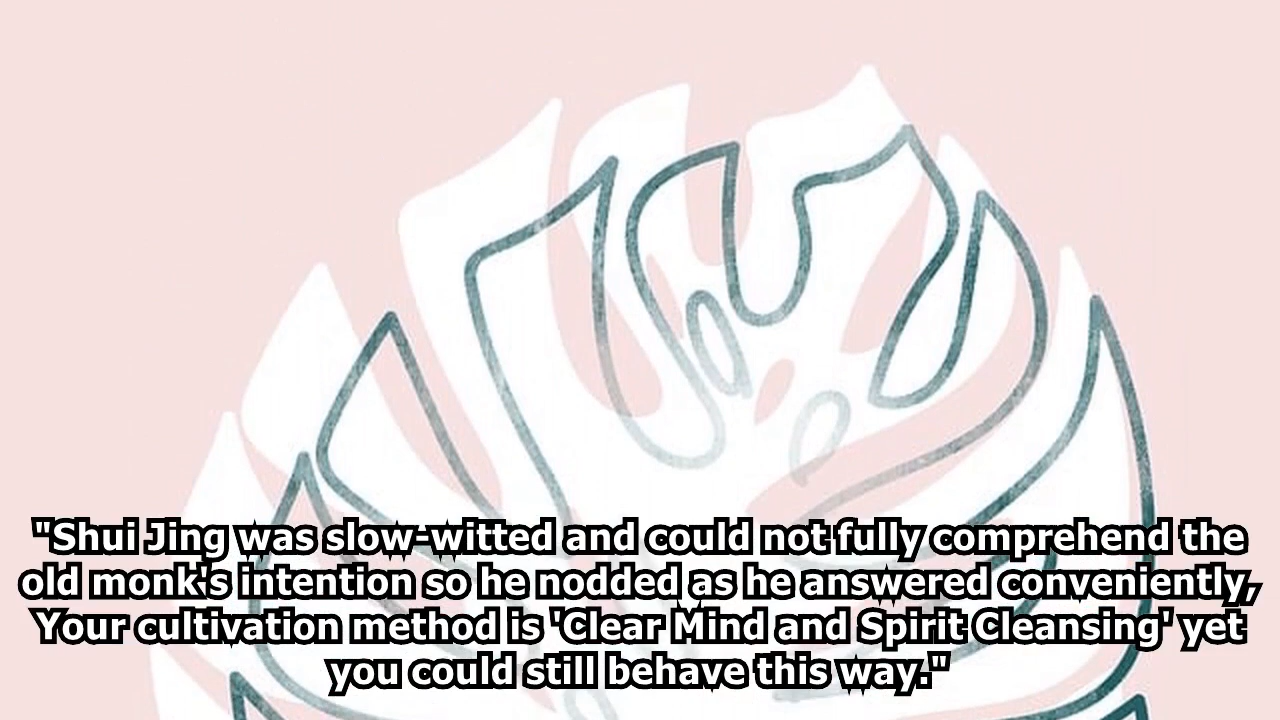 "Shui Jing was slow-witted and could not fully comprehend the
old monk's intention so he nodded as he answered conveniently,
Your cultivation method is 'Clear Mind and Spirit Cleansing' yet
you could still behave this way."